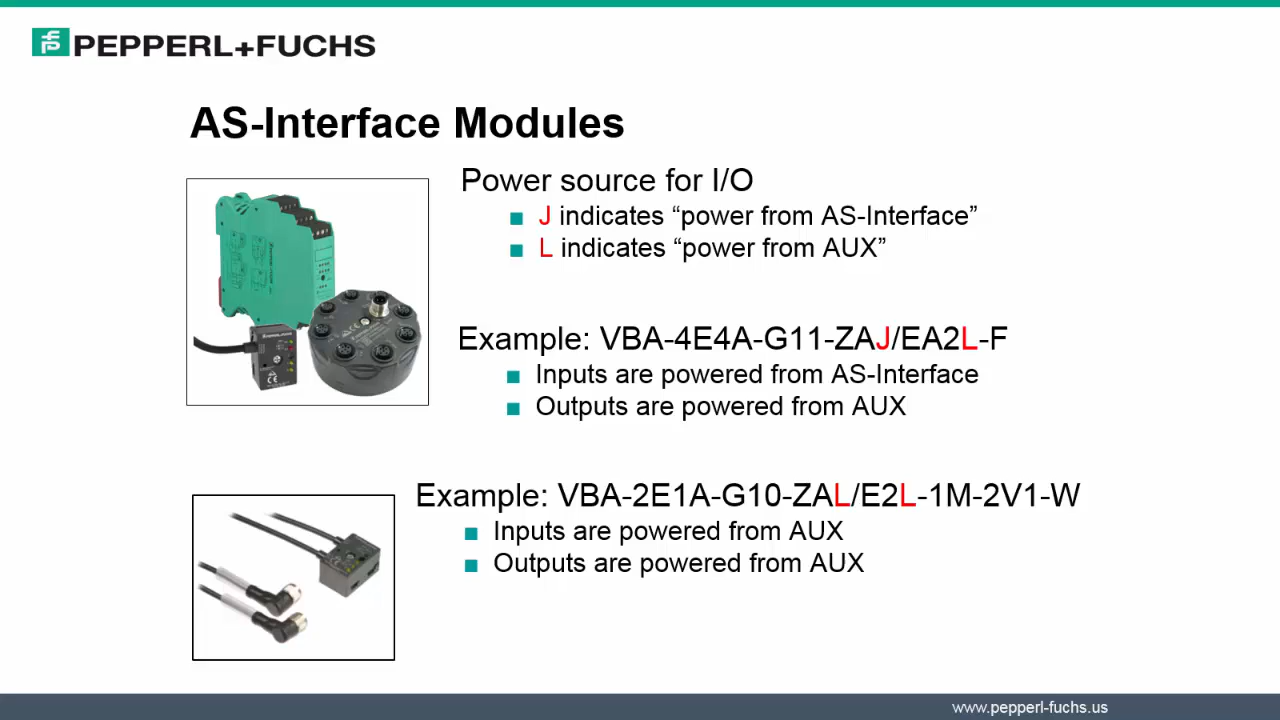 PEPPERL+FUCHS
AS-Interface Modules
Power source for I/O
J indicates “power from AS-Interface”
L indicates “power from AUX”
Example: VBA-4E4A-G11-ZAJ/EA2L-F
Inputs are powered from AS-Interface
Outputs are powered from AUX
Example: VBA-2E1A-G10-ZAL/E2L-1M-2V1-W
Inputs are powered from AUX
Outputs are powered from AUX
www.pepperl-fuchs.us